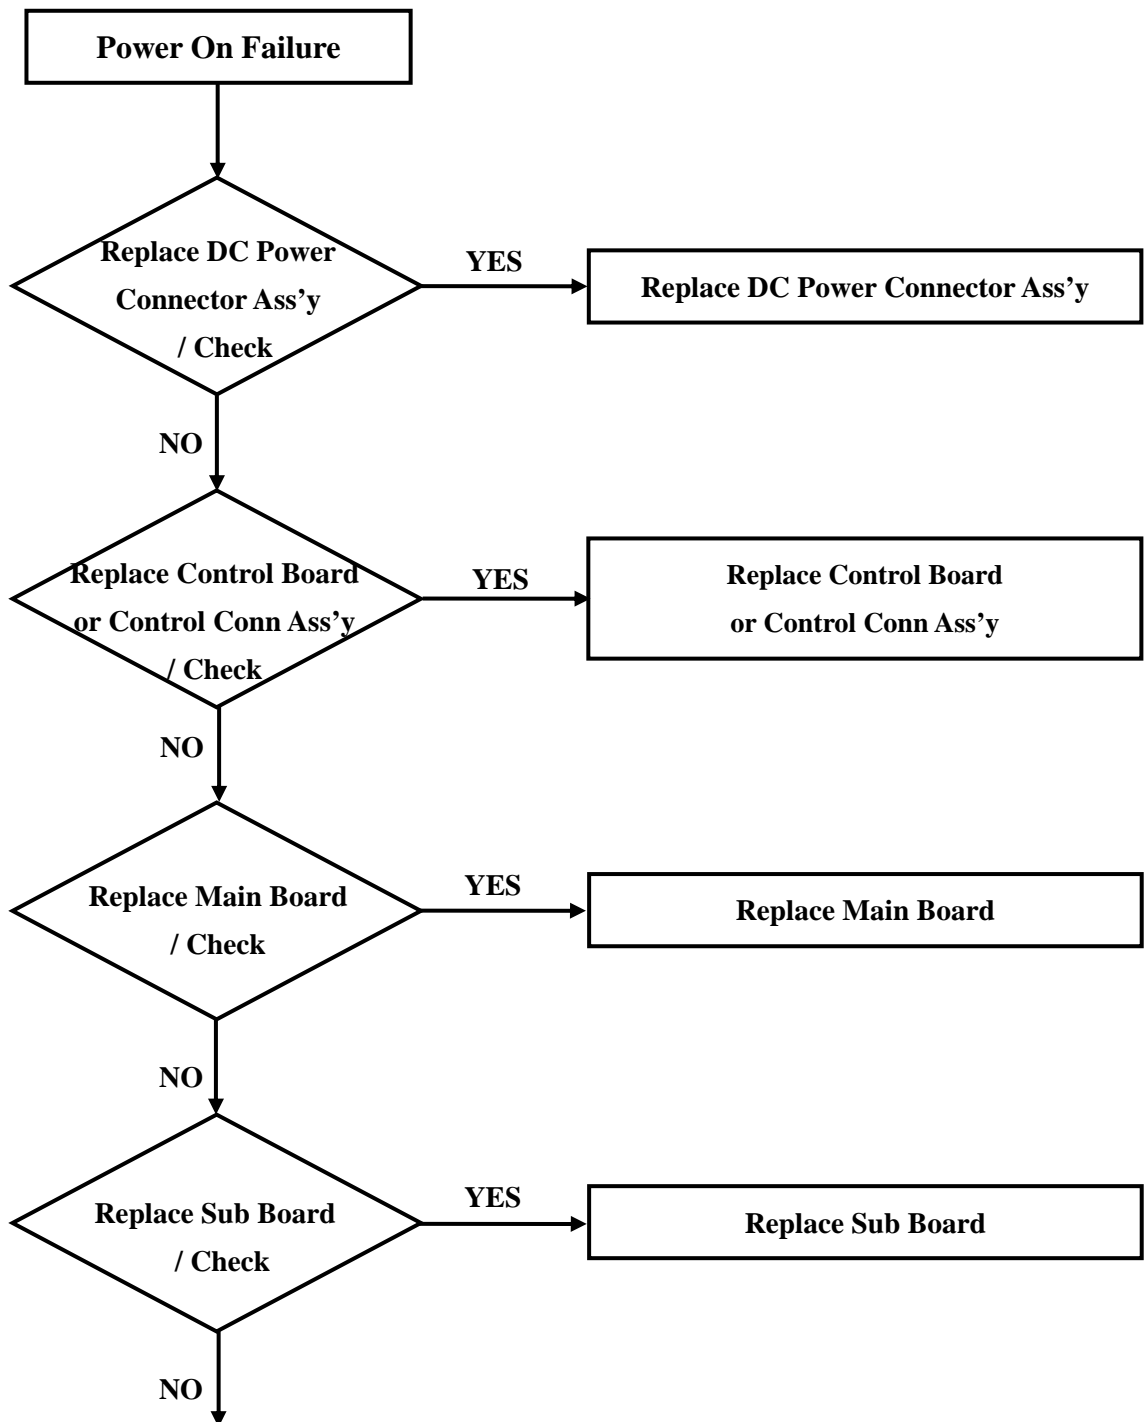 Power On Failure
Replace DC Power
Connector Ass’y
/ Check
YES
Replace DC Power Connector Ass’y
NO
Replace Control Board
or Control Conn Ass’y
/ Check
YES
Replace Control Board
or Control Conn Ass’y
NO
Replace Main Board
/ Check
YES
Replace Main Board
NO
Replace Sub Board
/ Check
YES
Replace Sub Board
NO